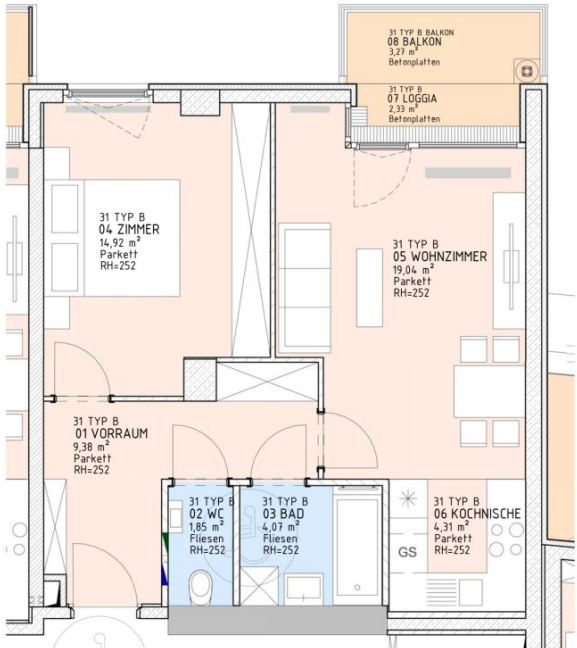 31 TYP B BALKON
08 BALKON
3,27 m²
Betonplatten
31 TYP B
07 LOGGIA
2,33 m²
Betonplatten
31 TYP B
04 ZIMMER
14,92 m²
Parkett
RH=252
31 TYP B
05 WOHNZIMMER
19,04 m²
Parkett
RH=252
31 TYP B
01 VORRAUM
9,38 m²
Parkett
RH=252
31 TYP B
02 WC
1,85 m²
Fliesen
RH=252
31 TYP B
03 BAD
4,07 m²
Fliesen
RH=252
31 TYP B
06 KOCHNISCHE
4,31 m²
Parkett
RH=252
GS